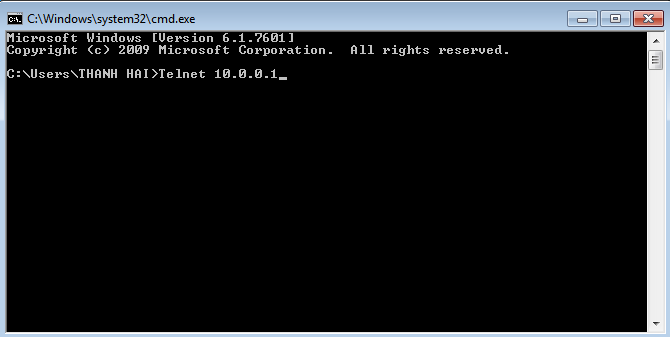 C:\Windows\system32\cmd.exe
Microsoft Windows [Version 6.1.7601]
Copyright (c) 2009 Microsoft Corporation.  All rights reserved.
C:\Users\THANH HAI>Telnet 10.0.0.1_